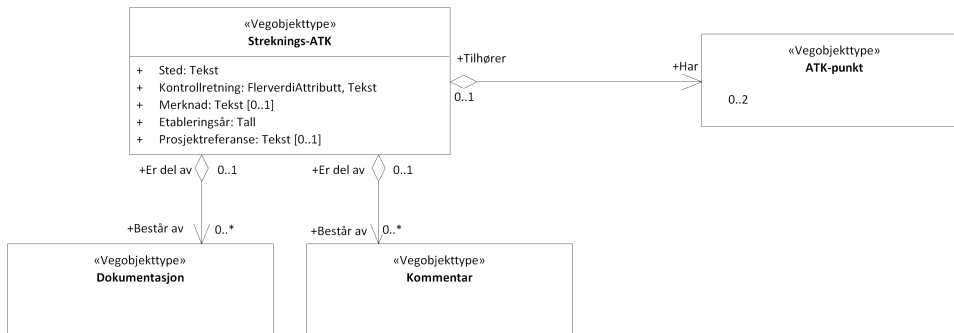 «Vegobjekttype»
Streknings-ATK
+ Sted: Tekst
+ Kontrollretning: FlerverdiAttributt, Tekst
+ Merknad: Tekst [0..1]
+ Etableringsår: Tall
+ Prosjektreferanse: Tekst [0..1]
+Tilhører
0..1
+Har
0..2
«Vegobjekttype»
ATK-punkt
+Er del av
0..1
+Er del av
0..1
+Består av
0..*
+Består av
0..*
«Vegobjekttype»
Dokumentasjon
«Vegobjekttype»
Kommentar